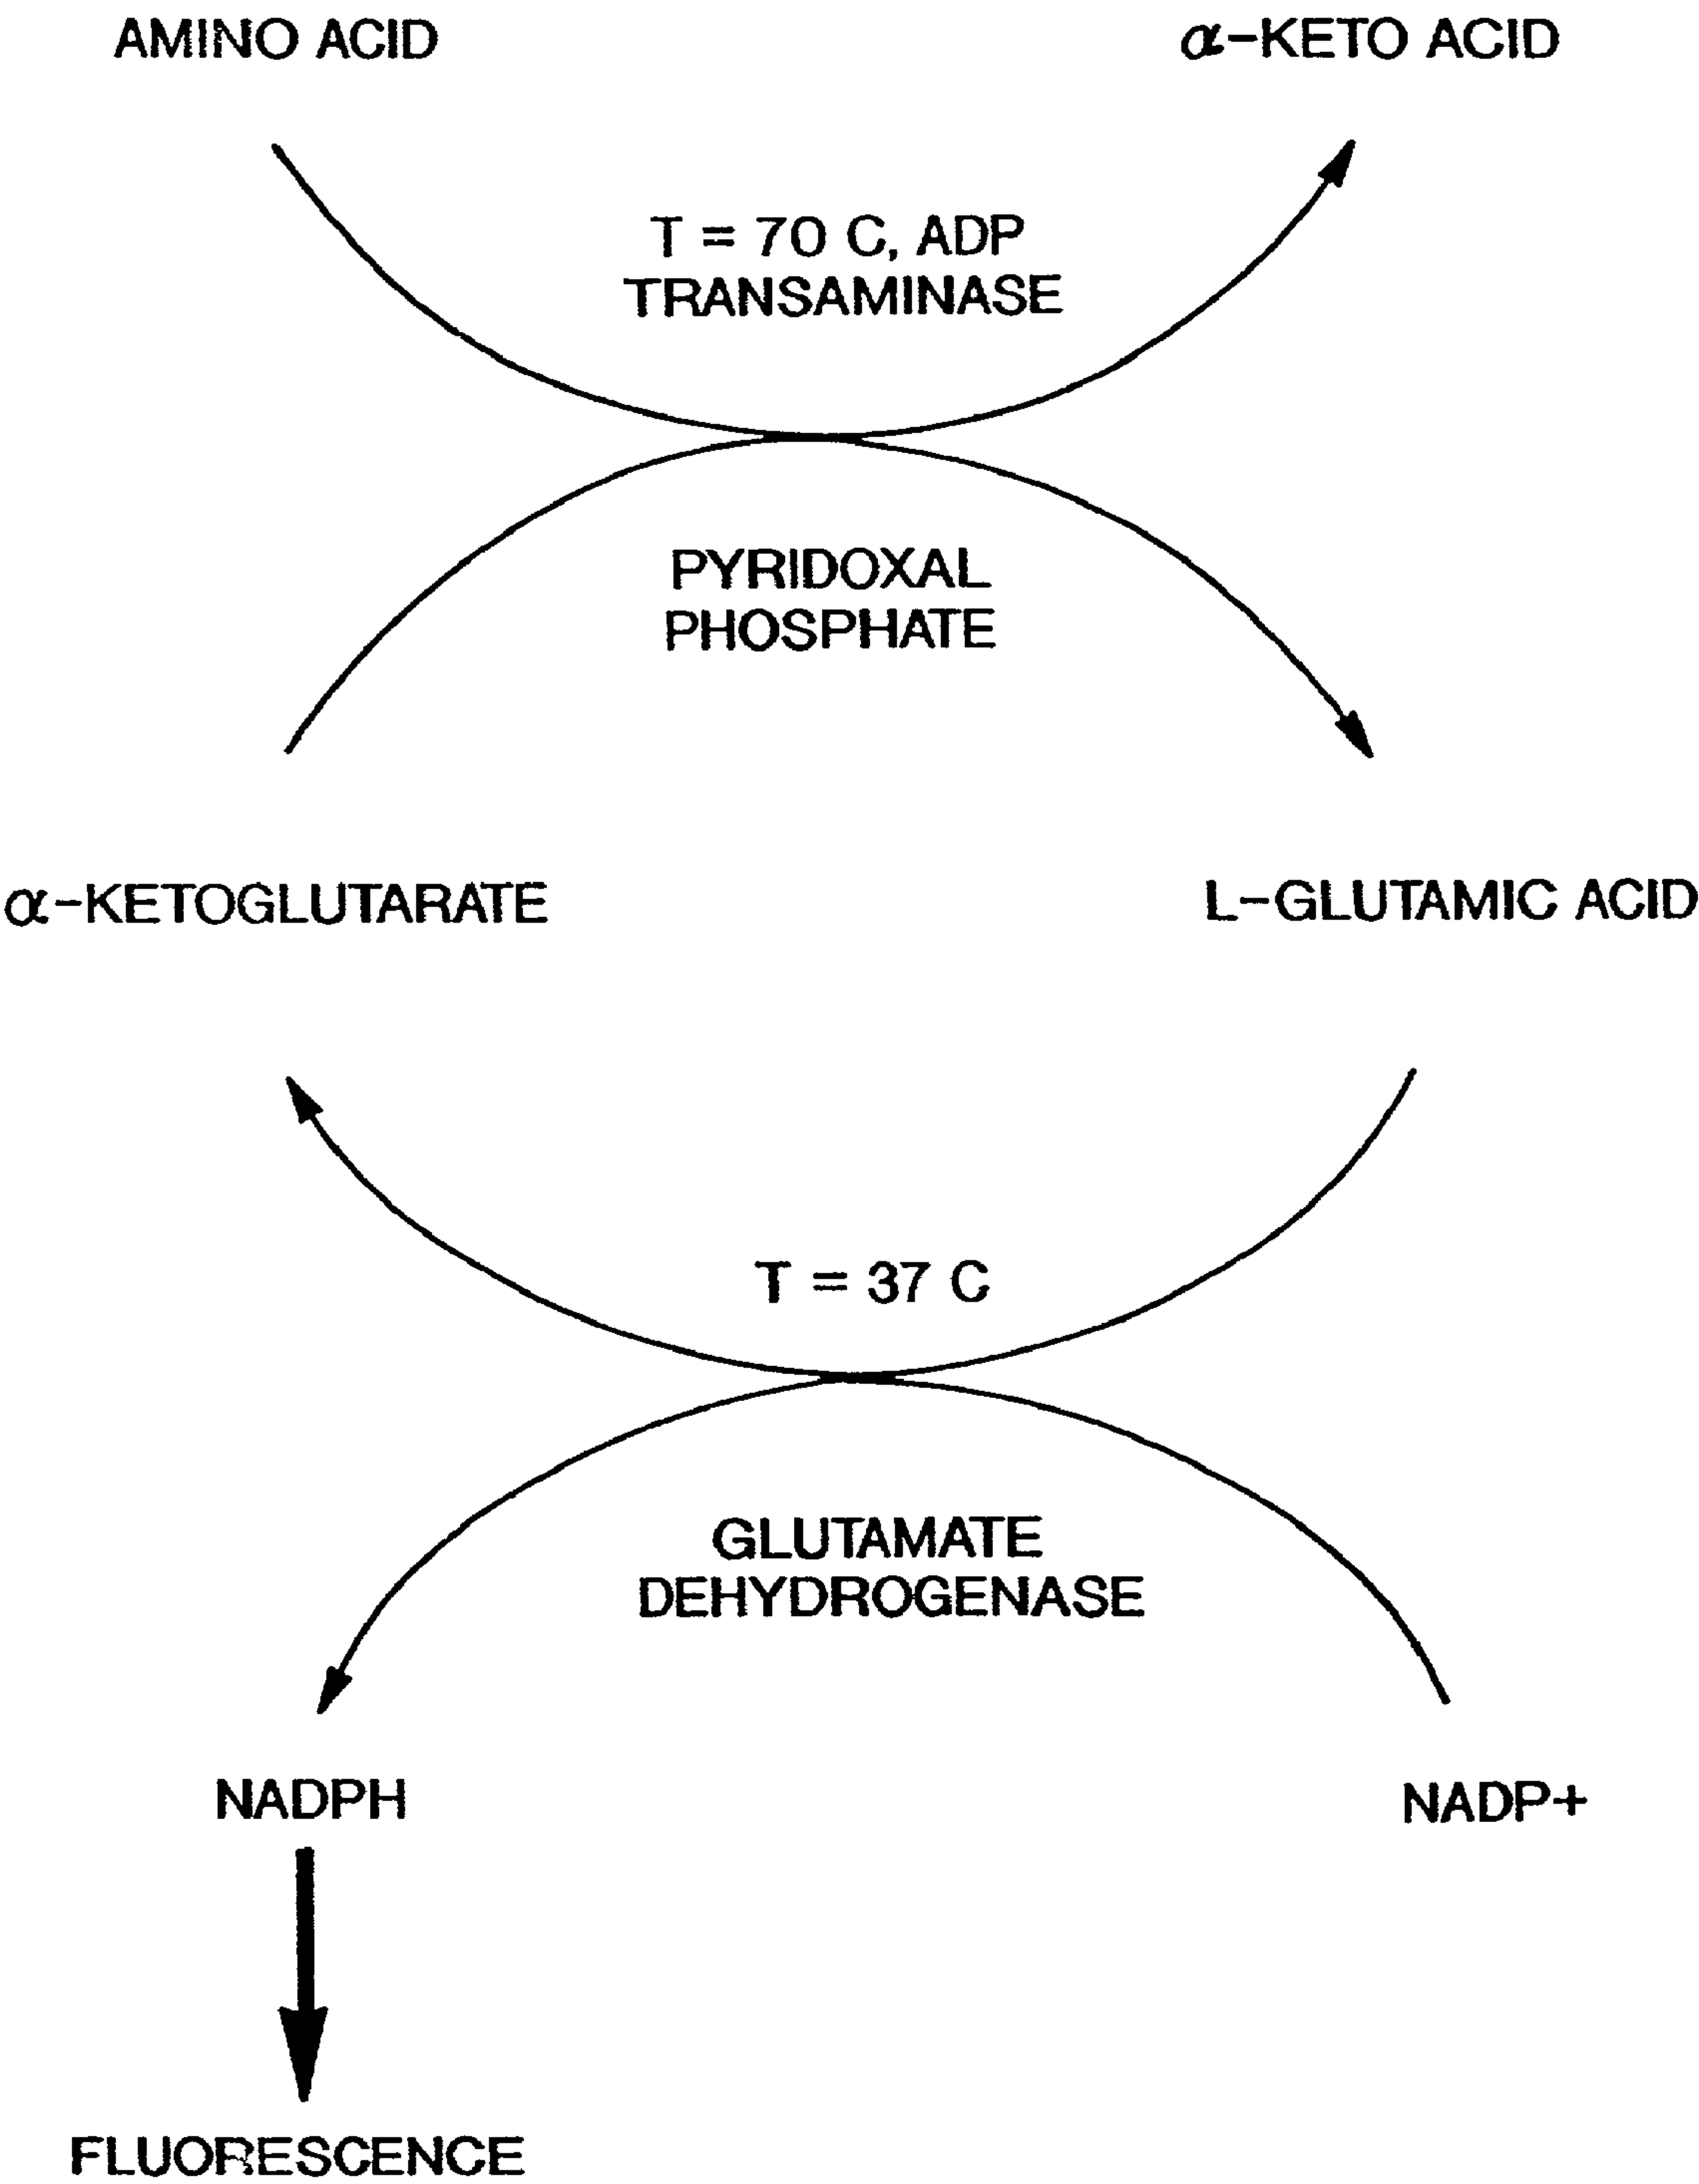 AMINO ACID
α-KETO ACID
T = 70 C, ADP
TRANSAMINASE
PYRIDOXAL
PHOSPHATE
α-KETOGLUTARATE
L-GLUTAMIC ACID
T = 37 C
GLUTAMATE
DEHYDROGENASE
NADPH
NADP+
FLUORESCENCE